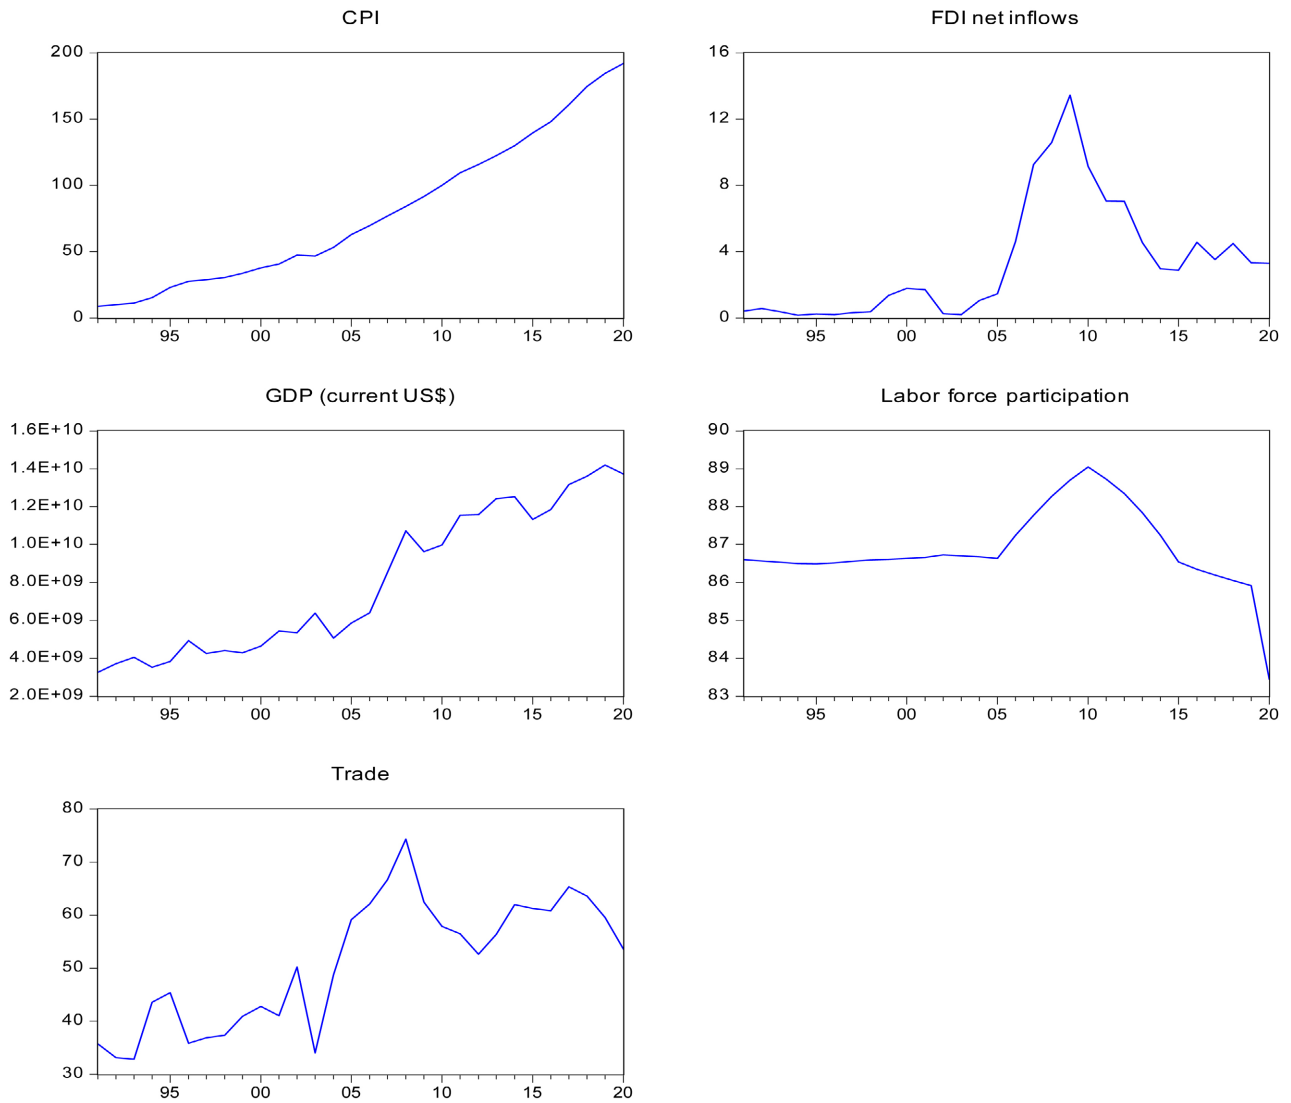 CPI
200
150
100
50
0
95 00 05 10 15 20
FDI net inflows
16
12
8
4
0
95 00 05 10 15 20
GDP (current US$)
1.6E+10
1.4E+10
1.2E+10
1.0E+10
8.0E+09
6.0E+09
4.0E+09
2.0E+09
95 00 05 10 15 20
Labor force participation
90
89
88
87
86
85
84
83
95 00 05 10 15 20
Trade
80
70
60
50
40
30
95 00 05 10 15 20